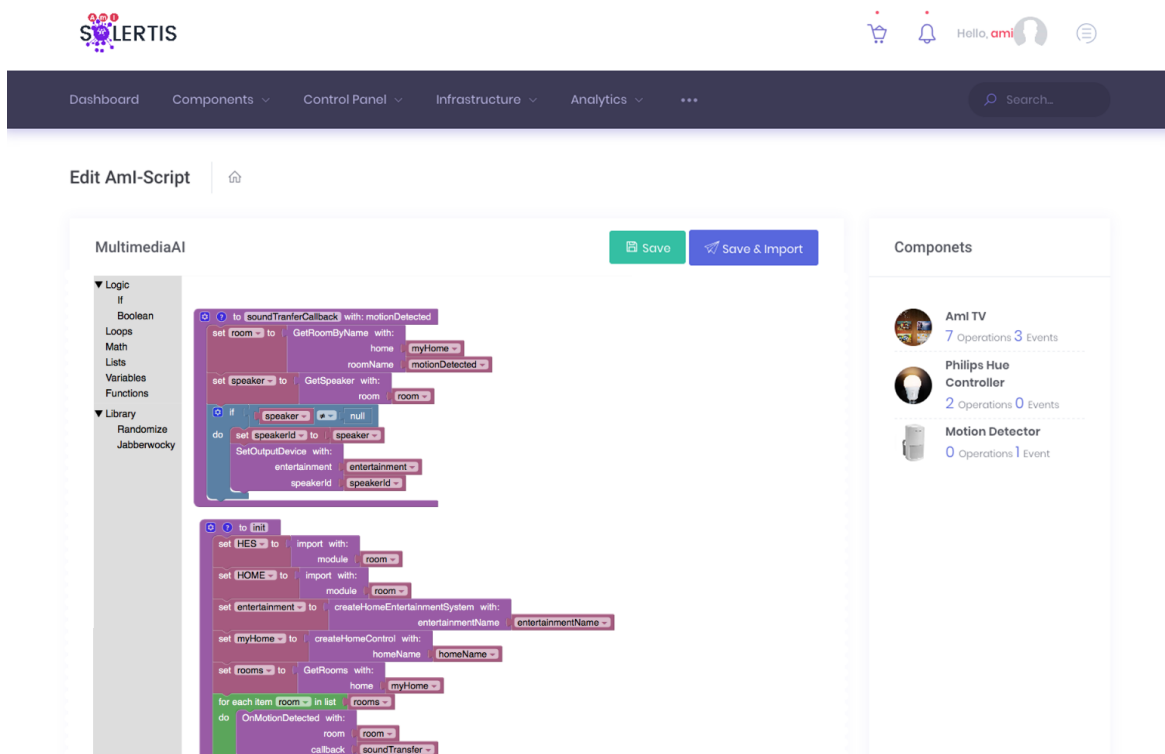 AmI
SOLERTIS
Hello, ami
Dashboard Components Control Panel Infrastructure Analytics ••• Search...
Edit AmI-Script
MultimediaAI
Save
Save & Import
▼ Logic
If
Boolean
Loops
Math
Lists
Variables
Functions
▼ Library
Randomize
Jabberwocky
? to soundTranferCallback with: motionDetected
set room to GetRoomByName with:
home myHome
roomName motionDetected
set speaker to GetSpeaker with:
room room
if speaker ≠ null
do set speakerId to speaker
SetOutputDevice with:
entertainment entertainment
speakerId speakerId
? to init
set HES to import with:
module room
set HOME to import with:
module room
set entertainment to createHomeEntertainmentSystem with:
entertainmentName entertainmentName
set myHome to createHomeControl with:
homeName homeName
set rooms to GetRooms with:
home myHome
for each item room in list rooms
do OnMotionDetected with:
room room
callback soundTransfer
Componets
AmI TV
7 Operations 3 Events
Philips Hue
Controller
2 Operations 0 Events
Motion Detector
0 Operations 1 Event